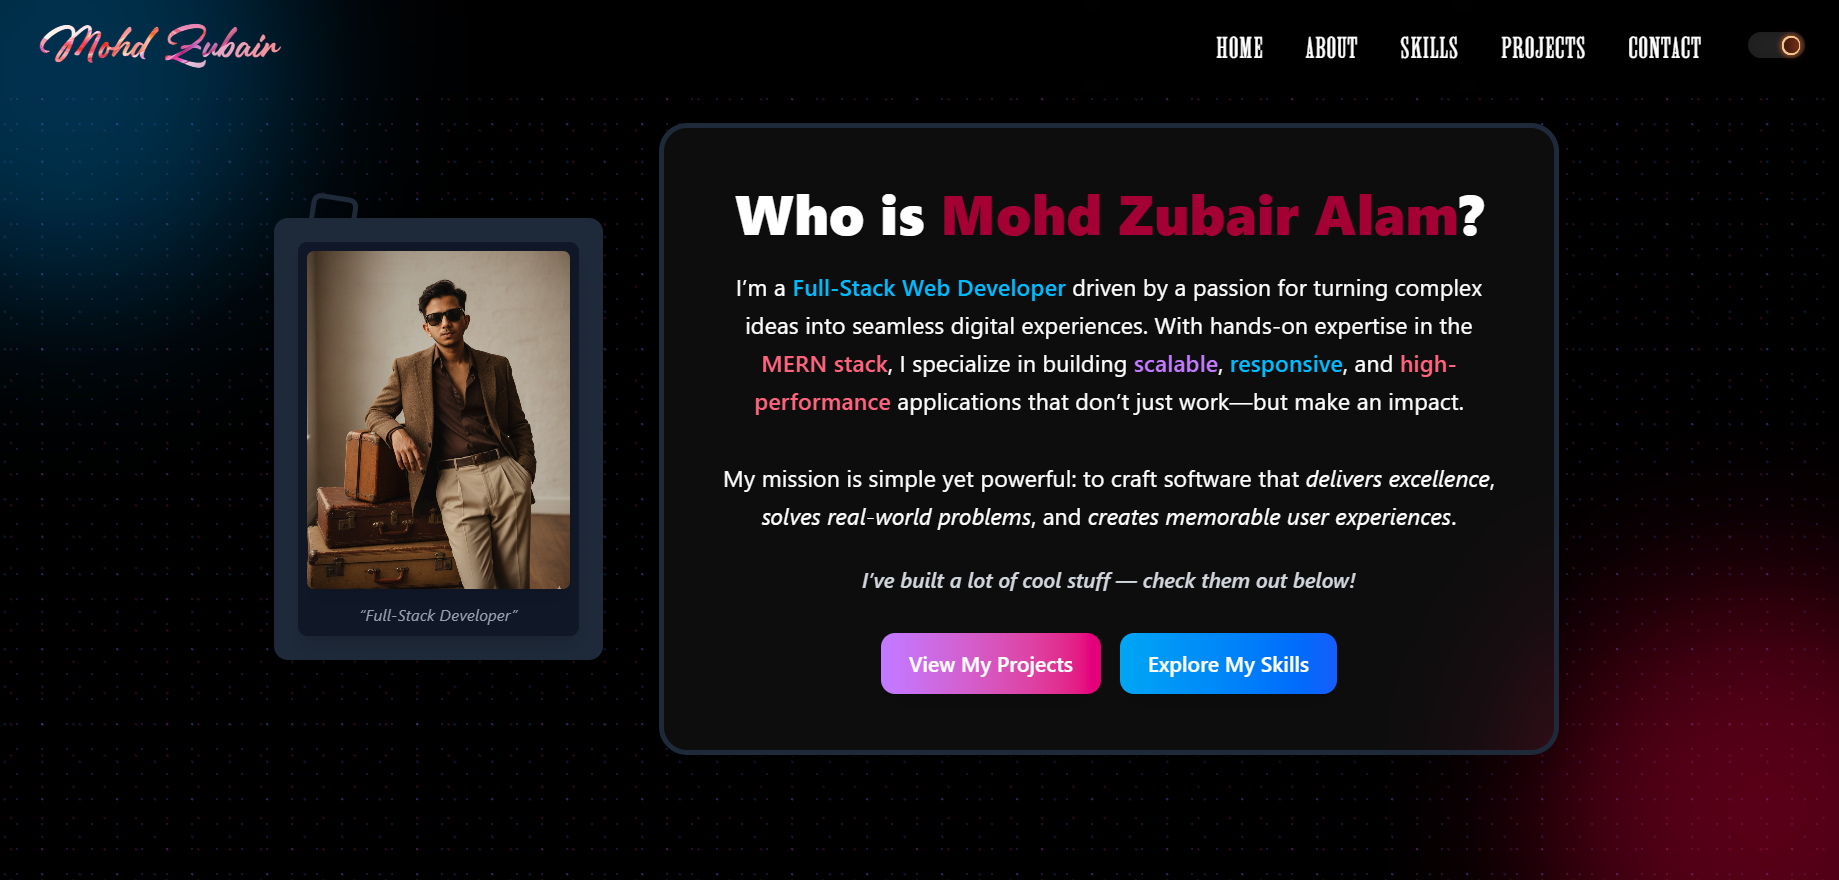 Mohd Zubair
HOME ABOUT SKILLS PROJECTS CONTACT
Who is Mohd Zubair Alam?
I’m a Full-Stack Web Developer driven by a passion for turning complex
ideas into seamless digital experiences. With hands-on expertise in the
MERN stack, I specialize in building scalable, responsive, and high-
performance applications that don’t just work—but make an impact.
My mission is simple yet powerful: to craft software that delivers excellence,
solves real-world problems, and creates memorable user experiences.
I’ve built a lot of cool stuff — check them out below!
View My Projects Explore My Skills
“Full-Stack Developer”